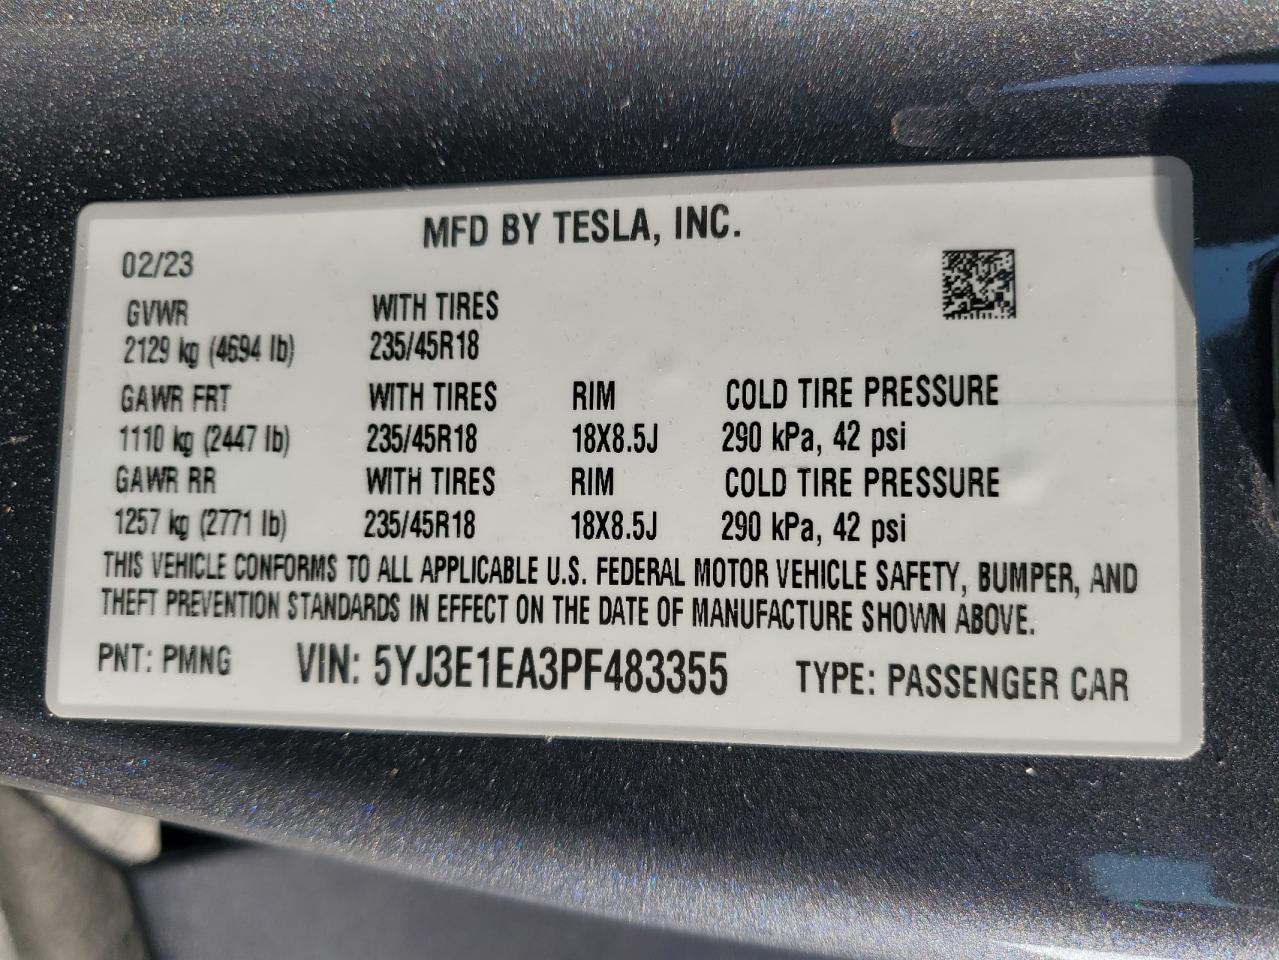 MFD BY TESLA, INC.
02/23
GVWR WITH TIRES
2129 kg (4694 lb) 235/45R18
GAWR FRT WITH TIRES RIM COLD TIRE PRESSURE
1110 kg (2447 lb) 235/45R18 18X8.5J 290 kPa, 42 psi
GAWR RR WITH TIRES RIM COLD TIRE PRESSURE
1257 kg (2771 lb) 235/45R18 18X8.5J 290 kPa, 42 psi
THIS VEHICLE CONFORMS TO ALL APPLICABLE U.S. FEDERAL MOTOR VEHICLE SAFETY, BUMPER, AND
THEFT PREVENTION STANDARDS IN EFFECT ON THE DATE OF MANUFACTURE SHOWN ABOVE.
PNT: PMNG VIN: 5YJ3E1EA3PF483355 TYPE: PASSENGER CAR